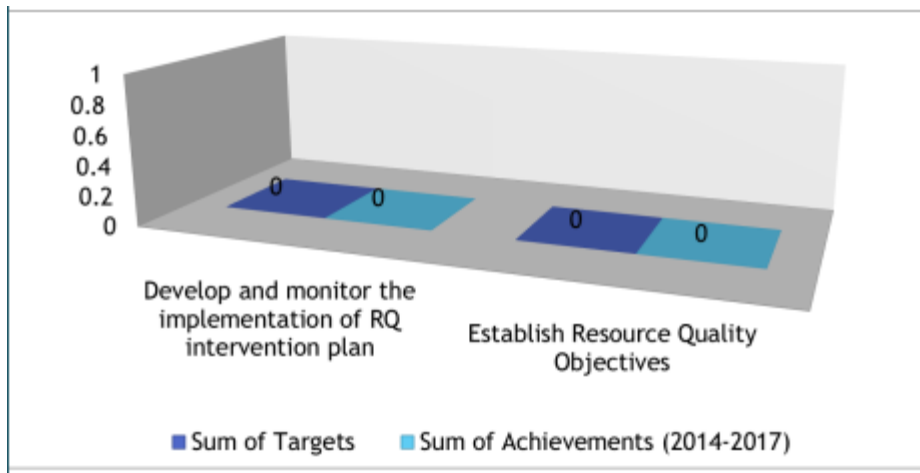 1
0.8
0.6
0.4
0.2
0
0
0
0
0
Develop and monitor the
implementation of RQ
intervention plan
Establish Resource Quality
Objectives
Sum of Targets
Sum of Achievements (2014-2017)